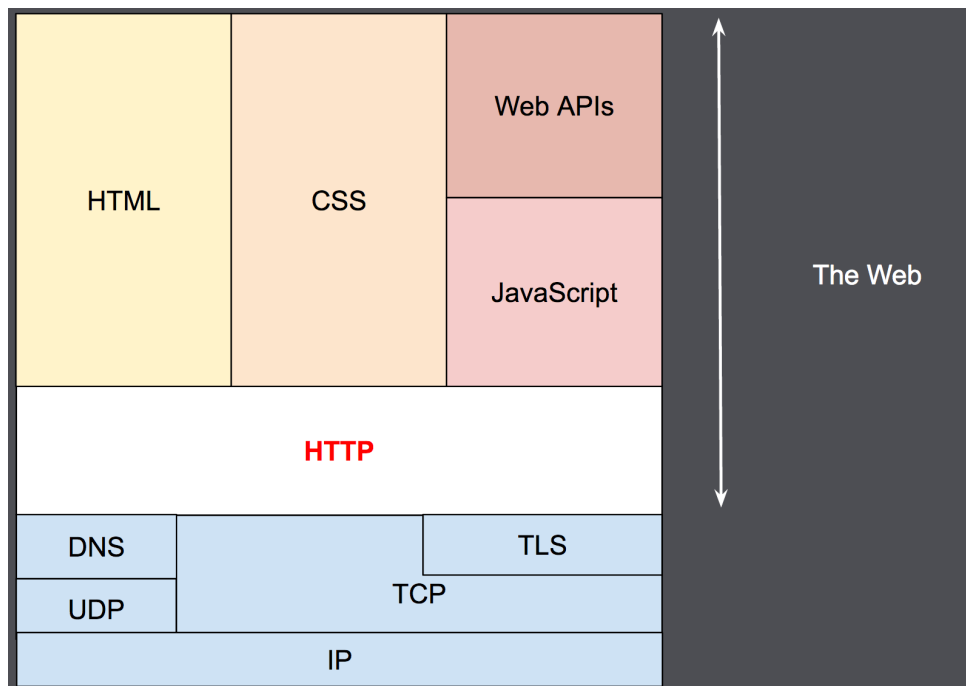 Web APIs
HTML
CSS
The Web
JavaScript
HTTP
DNS
TLS
TCP
UDP
IP